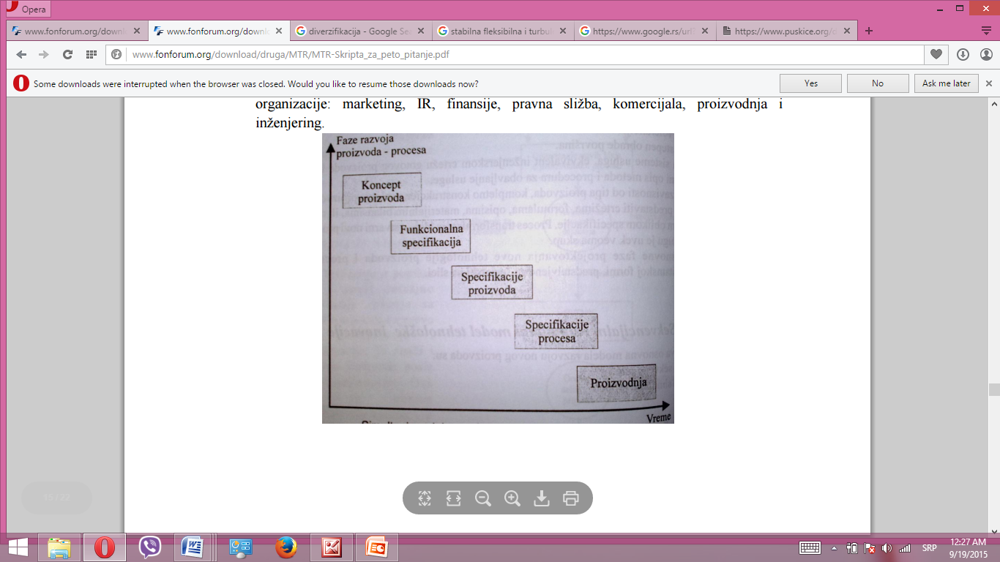 Opera
www.fonforum.org/downl
www.fonforum.org/downl
diverzifikacija - Google Se
stabilna fleksibilna i turbul
https://www.google.rs/url?
https://www.puskice.org/
www.fonforum.org/download/druga/MTR/MTR-Skripta_za_peto_pitanje.pdf
Some downloads were interrupted when the browser was closed. Would you like to resume those downloads now?
Yes
No
Ask me later
organizacije: marketing, IR, finansije, pravna sližba, komercijala, proizvodnja i
inženjering.
Faze razvoja
proizvoda - procesa
Koncept
proizvoda
Funkcionalna
specifikacija
Specifikacije
proizvoda
Specifikacije
procesa
Proizvodnja
Vreme
SRP
12:27 AM
9/19/2015